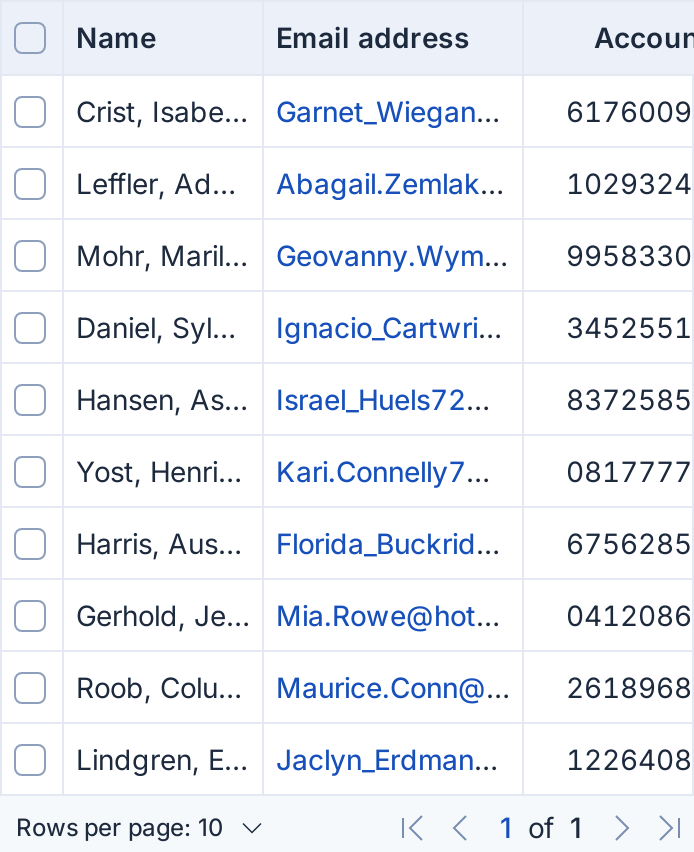 Name Email address Accoun
Crist, Isabe... Garnet_Wiegan... 6176009
Leffler, Ad... Abagail.Zemlak... 1029324
Mohr, Maril... Geovanny.Wym... 9958330
Daniel, Syl... Ignacio_Cartwri... 3452551
Hansen, As... Israel_Huels72... 8372585
Yost, Henri... Kari.Connelly7... 0817777
Harris, Aus... Florida_Buckrid... 6756285
Gerhold, Je... Mia.Rowe@hot... 0412086
Roob, Colu... Maurice.Conn@... 2618968
Lindgren, E... Jaclyn_Erdman... 1226408
Rows per page: 10 1 of 1